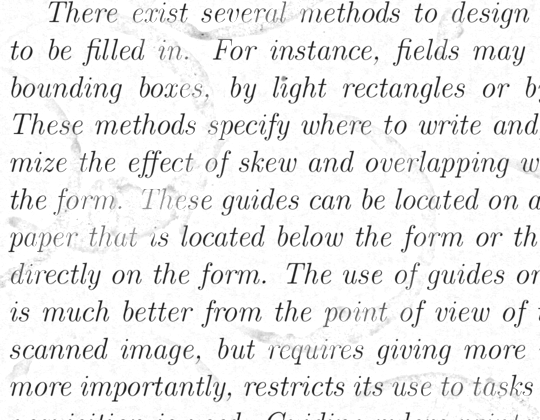 There exist several methods to design
to be filled in. For instance, fields may
bounding boxes, by light rectangles or by
These methods specify where to write and
mize the effect of skew and overlapping w
the form. These guides can be located on a
paper that is located below the form or th
directly on the form. The use of guides on
is much better from the point of view of t
scanned image, but requires giving more
more importantly, restricts its use to tasks